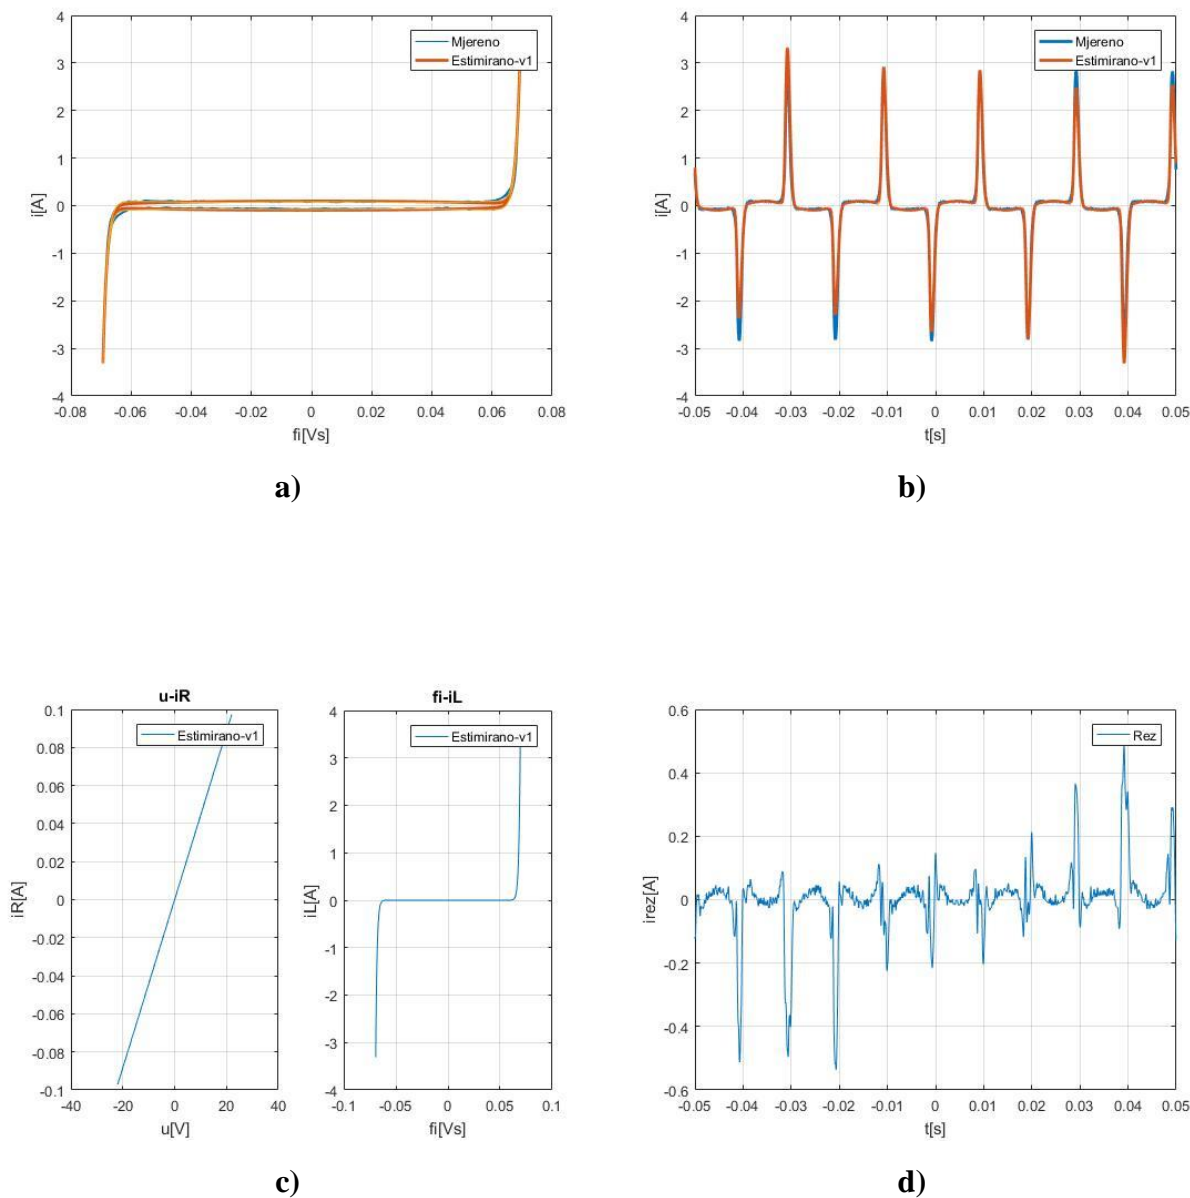 4
3
2
1
0
-1
-2
-3
-4
i[A]
Mjereno
Estimirano-v1
-0.08 -0.06 -0.04 -0.02 0 0.02 0.04 0.06 0.08
fi[Vs]
a)
4
3
2
1
0
-1
-2
-3
-4
i[A]
Mjereno
Estimirano-v1
-0.05 -0.04 -0.03 -0.02 -0.01 0 0.01 0.02 0.03 0.04 0.05
t[s]
b)
u-iR
0.1
0.08
0.06
0.04
0.02
0
-0.02
-0.04
-0.06
-0.08
-0.1
iR[A]
Estimirano-v1
-40 -20 0 20 40
u[V]
fi-iL
4
3
2
1
0
-1
-2
-3
-4
iL[A]
Estimirano-v1
-0.1 -0.05 0 0.05 0.1
fi[Vs]
c)
0.6
0.4
0.2
0
-0.2
-0.4
-0.6
irez[A]
Rez
-0.05 -0.04 -0.03 -0.02 -0.01 0 0.01 0.02 0.03 0.04 0.05
t[s]
d)